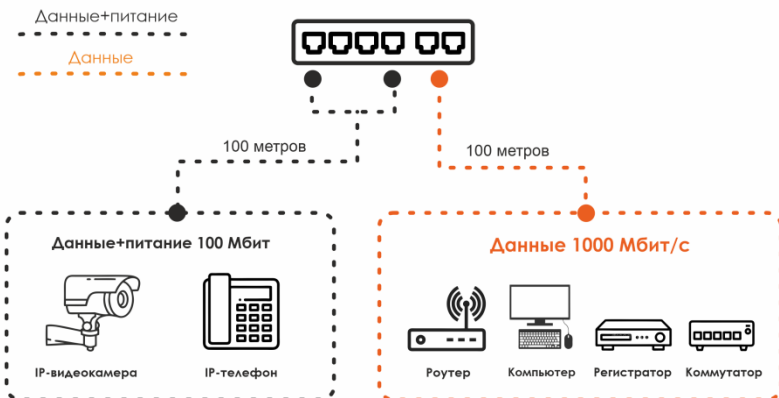 Данные+питание
Данные
100 метров
100 метров
Данные+питание 100 Мбит
Данные 1000 Мбит/с
IP-видеокамера
IP-телефон
Роутер
Компьютер
Регистратор
Коммутатор